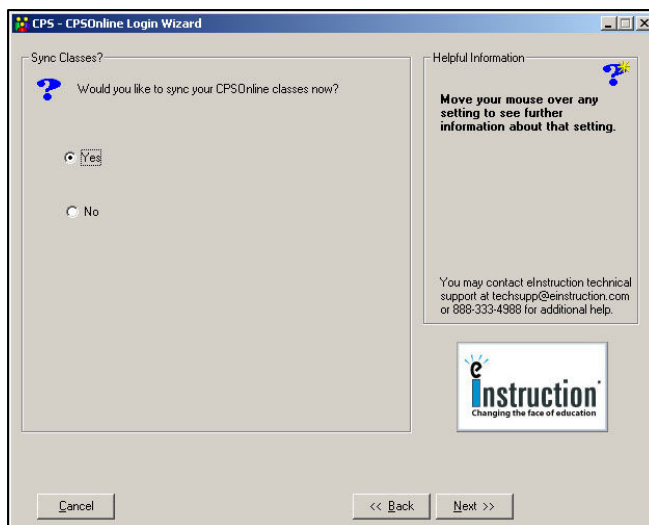 CPS - CPSOnline Login Wizard
Sync Classes?
Would you like to sync your CPSOnline classes now?
Yes
No
Helpful Information
Move your mouse over any
setting to see further
information about that setting.
You may contact eInstruction technical
support at techsupp@einstruction.com
or 888-333-4988 for additional help.
eInstruction
Changing the face of education
Cancel
<< Back
Next >>